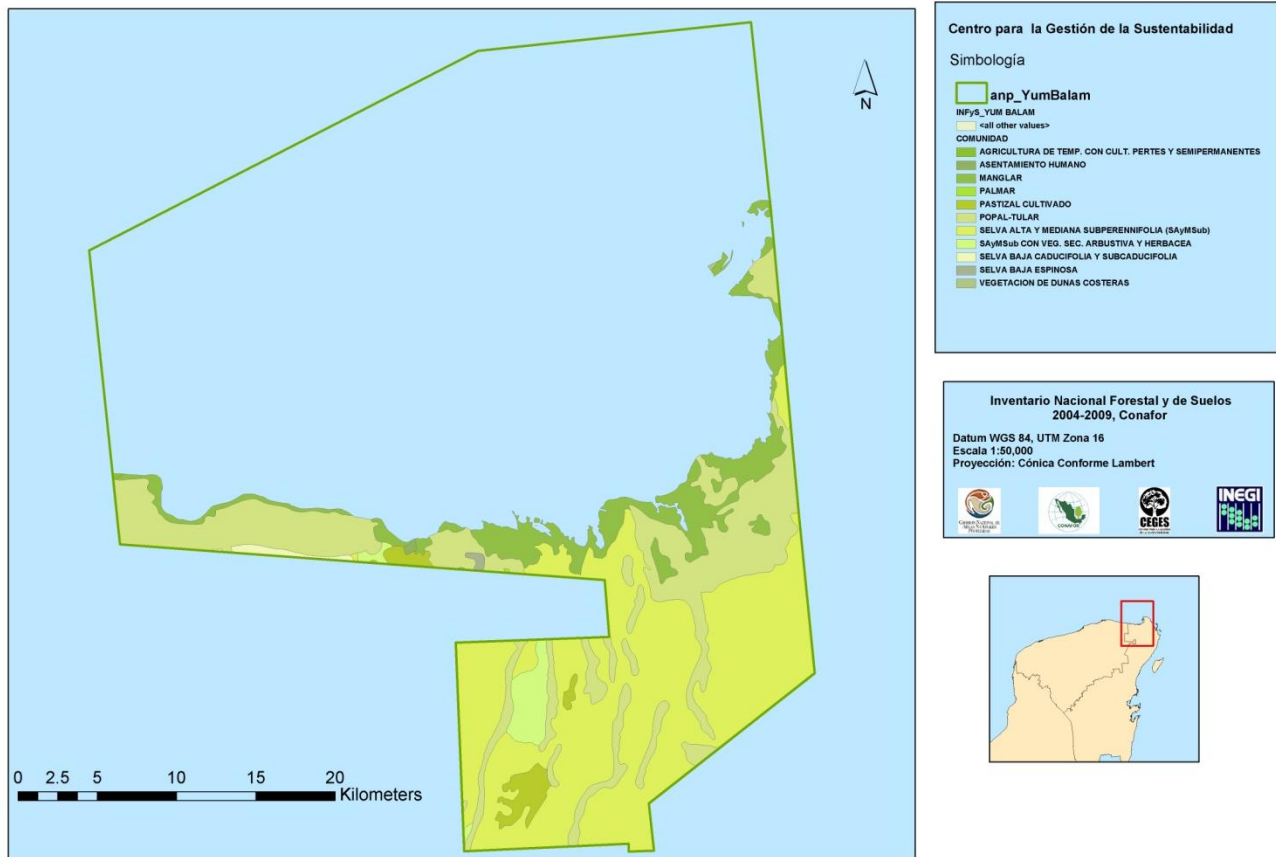 N
0 2.5 5 10 15 20
Kilometers
Centro para la Gestión de la Sustentabilidad
Simbología
anp_YumBalam
INFyS_YUM BALAM
<all other values>
COMUNIDAD
AGRICULTURA DE TEMP. CON CULT. PERTES Y SEMIPERMANENTES
ASENTAMIENTO HUMANO
MANGLAR
PALMAR
PASTIZAL CULTIVADO
POPAL-TULAR
SELVA ALTA Y MEDIANA SUBPERENNIFOLIA (SAyMSub)
SAyMSub CON VEG. SEC. ARBUSTIVA Y HERBACEA
SELVA BAJA CADUCIFOLIA Y SUBCADUCIFOLIA
SELVA BAJA ESPINOSA
VEGETACION DE DUNAS COSTERAS
Inventario Nacional Forestal y de Suelos
2004-2009, Conafor
Datum WGS 84, UTM Zona 16
Escala 1:50,000
Proyección: Cónica Conforme Lambert
CONAFOR
CEGES
INEGI